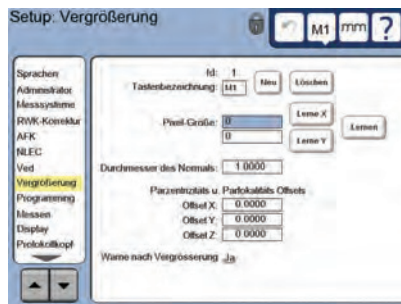 Setup: Vergrößerung
M1
mm
?
Sprachen
Administrator
Messsysteme
RWK-Korrektur
AFK
NLEC
Ved
Vergrößerung
Programming
Messen
Display
Protokollkopf
Id: 1
Tastenbezeichnung: M1
Neu
Löschen
Pixel-Größe: 0
0
Lerne X
Lerne Y
Lernen
Durchmesser des Normals: 1.0000
Parzentrizitäts u. Parfokalitäts Offsets
Offset X: 0.0000
Offset Y: 0.0000
Offset Z: 0.0000
Warne nach Vergrösserung Ja